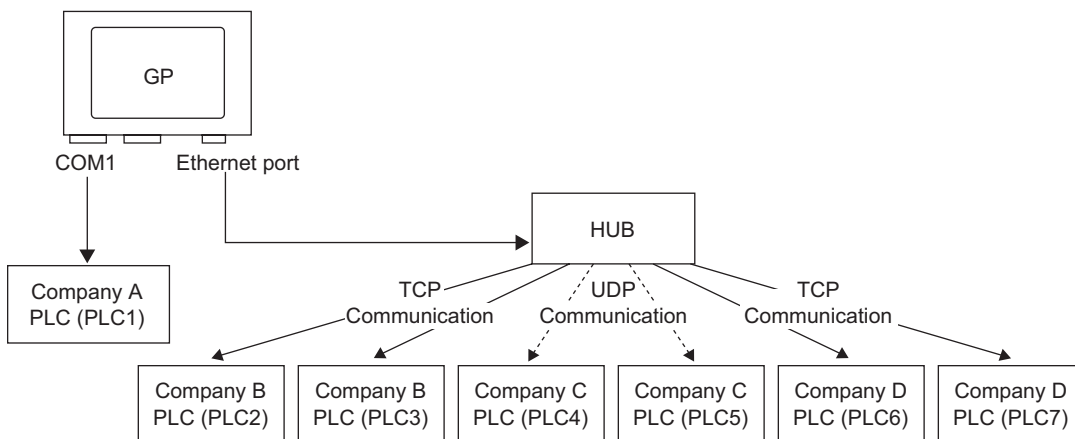 GP
COM1
Ethernet port
HUB
Company A
PLC (PLC1)
TCP
Communication
UDP
Communication
TCP
Communication
Company B
PLC (PLC2)
Company B
PLC (PLC3)
Company C
PLC (PLC4)
Company C
PLC (PLC5)
Company D
PLC (PLC6)
Company D
PLC (PLC7)